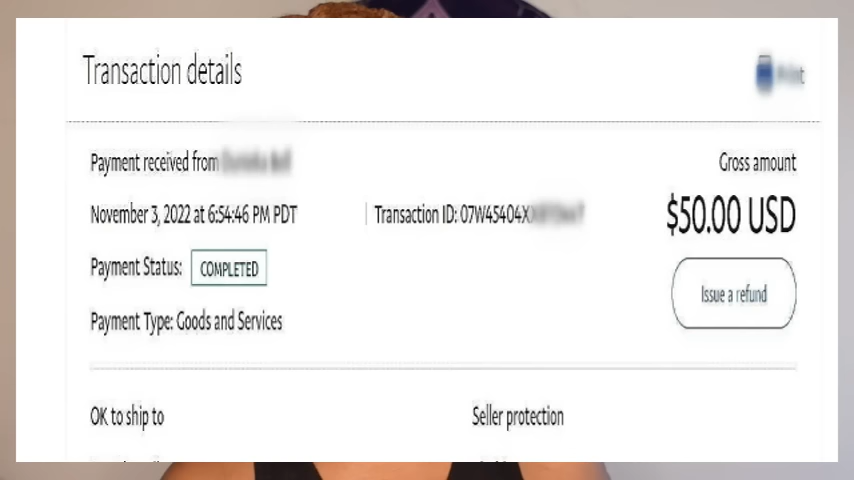 Transaction details
Payment received from
Gross amount
November 3, 2022 at 6:54:46 PM PDT
Transaction ID: 07W45404X
$50.00 USD
Payment Status: COMPLETED
Issue a refund
Payment Type: Goods and Services
OK to ship to
Seller protection